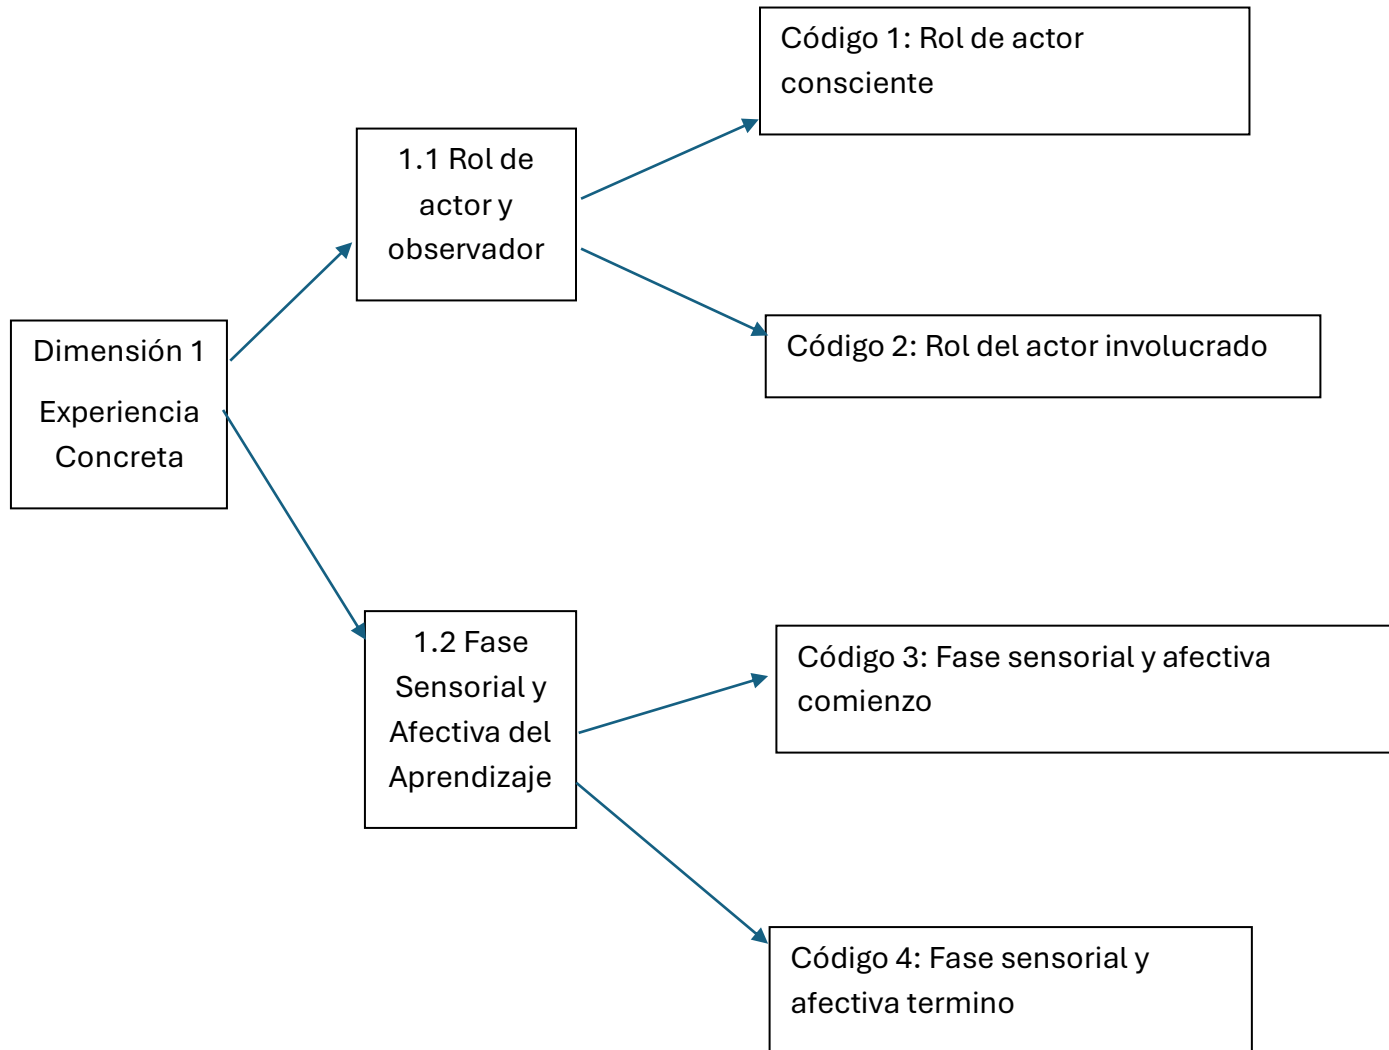 Dimensión 1
Experiencia
Concreta
1.1 Rol de
actor y
observador
Código 1: Rol de actor
consciente
Código 2: Rol del actor involucrado
1.2 Fase
Sensorial y
Afectiva del
Aprendizaje
Código 3: Fase sensorial y afectiva
comienzo
Código 4: Fase sensorial y
afectiva termino